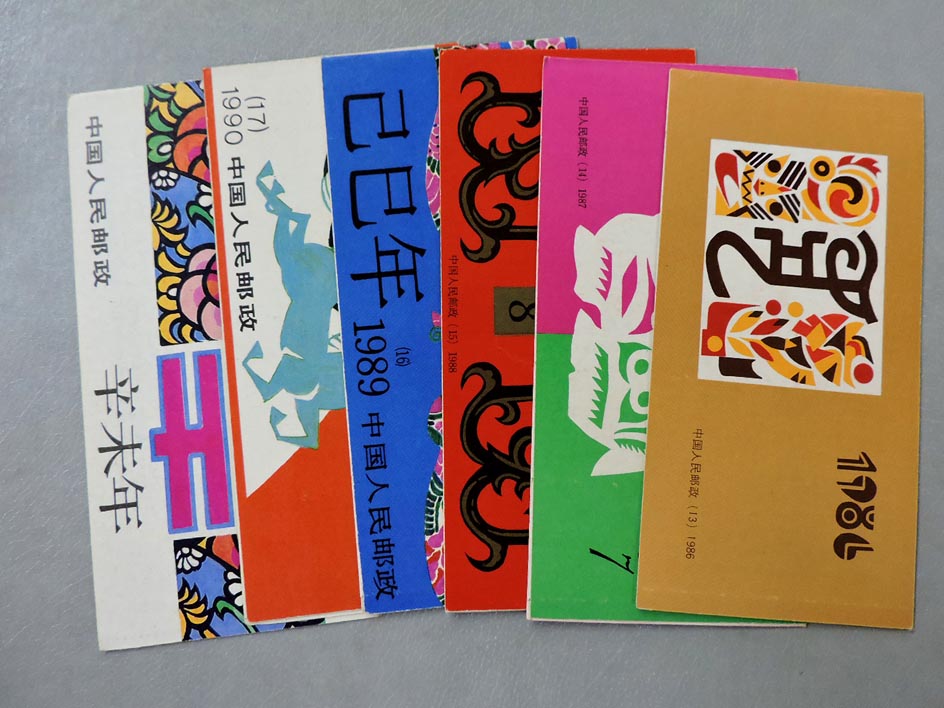 中国人民邮政
辛未年
(17)
1990 中国人民邮政
己巳年
(16)
1989 中国人民邮政
中国人民邮政 (15) 1988
8
中国人民邮政 (14) 1987
虎
1986
中国人民邮政 (13) 1986